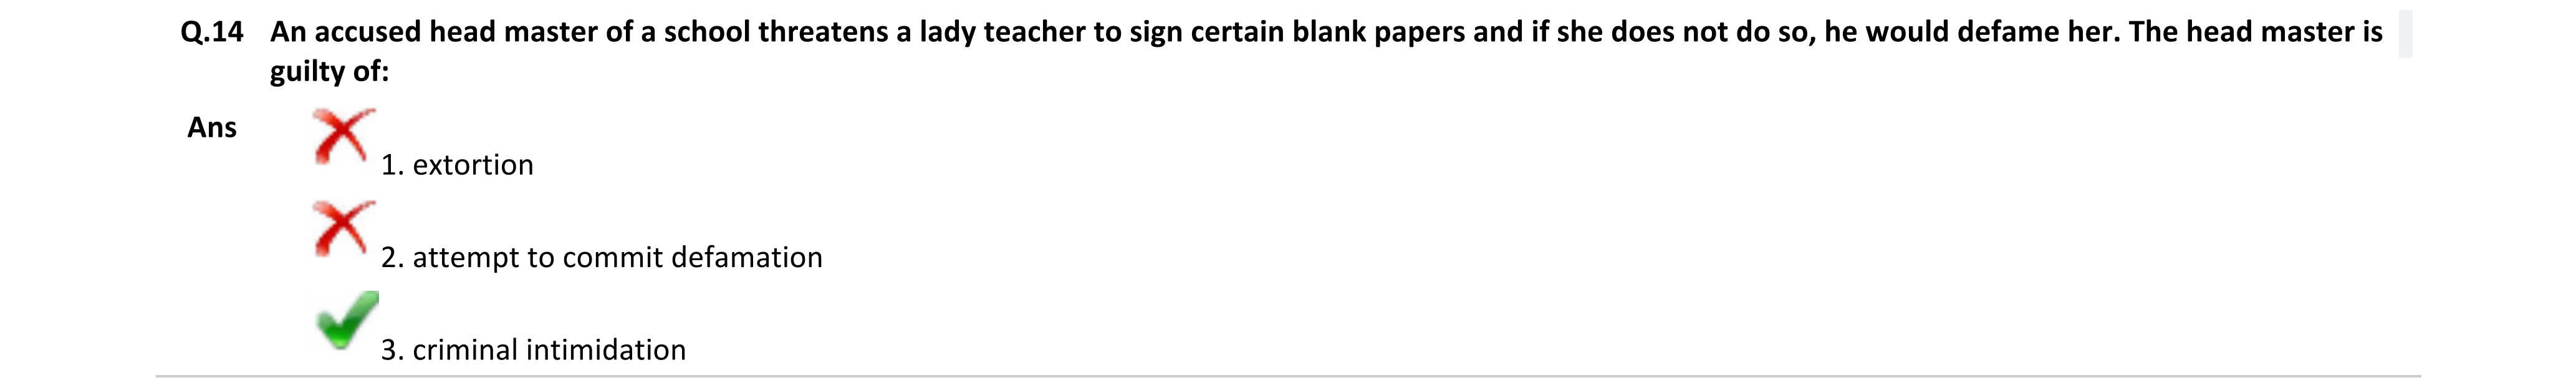 Q.14 An accused head master of a school threatens a lady teacher to sign certain blank papers and if she does not do so, he would defame her. The head master is
guilty of:
Ans
1. extortion
2. attempt to commit defamation
3. criminal intimidation